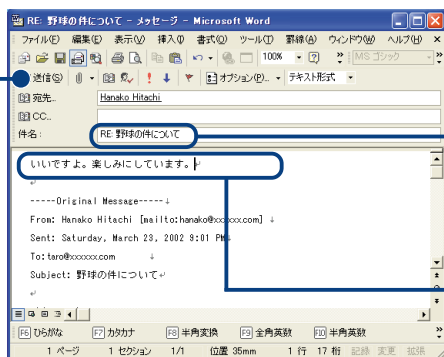 RE: 野球の件について - メッセージ - Microsoft Word
ファイル(F) 編集(E) 表示(V) 挿入(I) 書式(O) ツール(T) 罫線(A) ウィンドウ(W) ヘルプ(H) ×
100% MS ゴシック
送信(S) オプション(P)... テキスト形式
宛先... Hanako Hitachi
CC...
件名: RE: 野球の件について
いいですよ。楽しみにしています。↵
↵
-----Original Message-----↓
From: Hanako Hitachi [mailto:hanako@xxxxxx.com] ↓
Sent: Saturday, March 23, 2002 9:01 PM↓
To:taro@xxxxxx.com ↓
Subject: 野球の件について↵
F6 ひらがな F7 カタカナ F8 半角変換 F9 全角英数 F10 半角英数
1 ページ 1 セクション 1/1 位置 35mm 1 行 17 桁 記録 変更 拡張